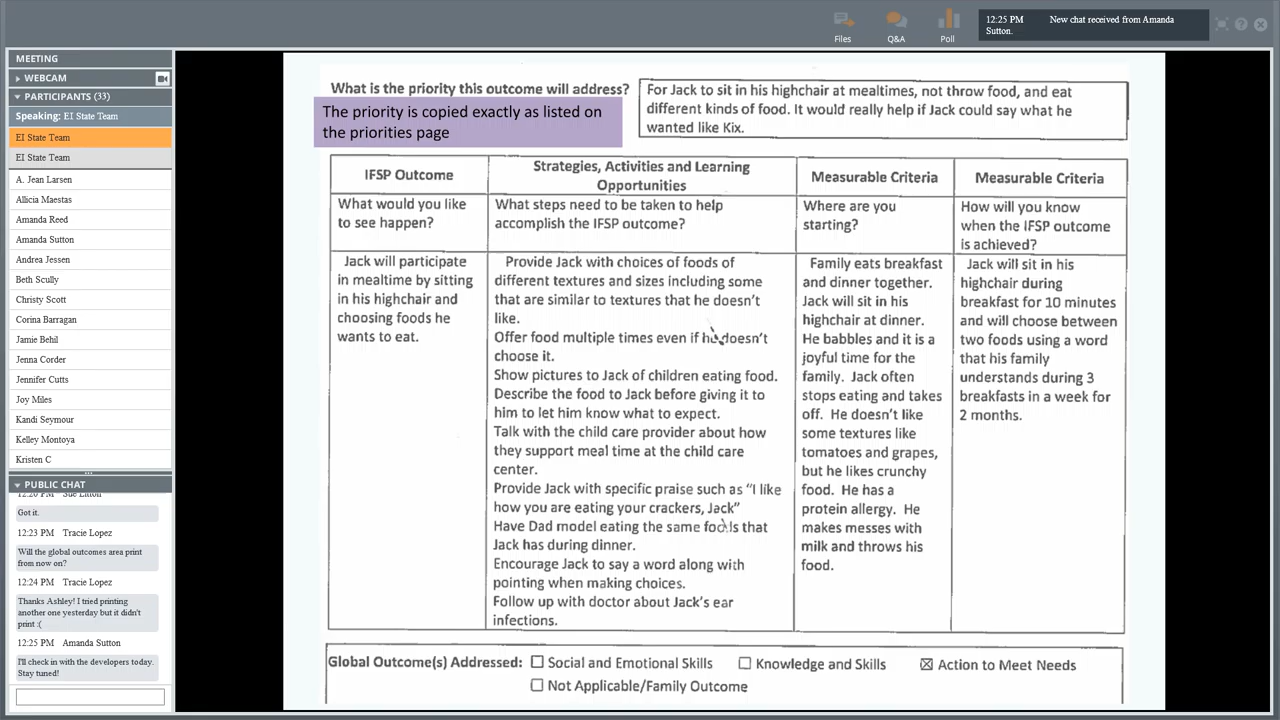 Files
Q&A
Poll
12:25 PM New chat received from Amanda
Sutton.
MEETING
WEBCAM
PARTICIPANTS (33)
Speaking: EI State Team
EI State Team
EI State Team
A. Jean Larsen
Allicia Maestas
Amanda Reed
Amanda Sutton
Andrea Jessen
Beth Scully
Christy Scott
Corina Barragan
Jamie Behil
Jenna Corder
Jennifer Cutts
Joy Miles
Kandi Seymour
Kelley Montoya
Kristen C
PUBLIC CHAT
Got it.
12:23 PM Tracie Lopez
Will the global outcomes area print
from now on?
12:24 PM Tracie Lopez
Thanks Ashley! I tried printing
another one yesterday but it didn't
print :(
12:25 PM Amanda Sutton
I'll check in with the developers today.
Stay tuned!
What is the priority this outcome will address?
The priority is copied exactly as listed on
the priorities page
For Jack to sit in his highchair at mealtimes, not throw food, and eat
different kinds of food. It would really help if Jack could say what he
wanted like Kix.
IFSP Outcome
What would you like
to see happen?
Jack will participate
in mealtime by sitting
in his highchair and
choosing foods he
wants to eat.
Strategies, Activities and Learning
Opportunities
What steps need to be taken to help
accomplish the IFSP outcome?
Provide Jack with choices of foods of
different textures and sizes including some
that are similar to textures that he doesn't
like.
Offer food multiple times even if he doesn't
choose it.
Show pictures to Jack of children eating food.
Describe the food to Jack before giving it to
him to let him know what to expect.
Talk with the child care provider about how
they support meal time at the child care
center.
Provide Jack with specific praise such as "I like
how you are eating your crackers, Jack"
Have Dad model eating the same foods that
Jack has during dinner.
Encourage Jack to say a word along with
pointing when making choices.
Follow up with doctor about Jack's ear
infections.
Measurable Criteria
Where are you
starting?
Family eats breakfast
and dinner together.
Jack will sit in his
highchair at dinner.
He babbles and it is a
joyful time for the
family. Jack often
stops eating and takes
off. He doesn't like
some textures like
tomatoes and grapes,
but he likes crunchy
food. He has a
protein allergy. He
makes messes with
milk and throws his
food.
Measurable Criteria
How will you know
when the IFSP outcome
is achieved?
Jack will sit in his
highchair during
breakfast for 10 minutes
and will choose between
two foods using a word
that his family
understands during 3
breakfasts in a week for
2 months.
Global Outcome(s) Addressed: ☐ Social and Emotional Skills ☐ Knowledge and Skills ☒ Action to Meet Needs
☐ Not Applicable/Family Outcome